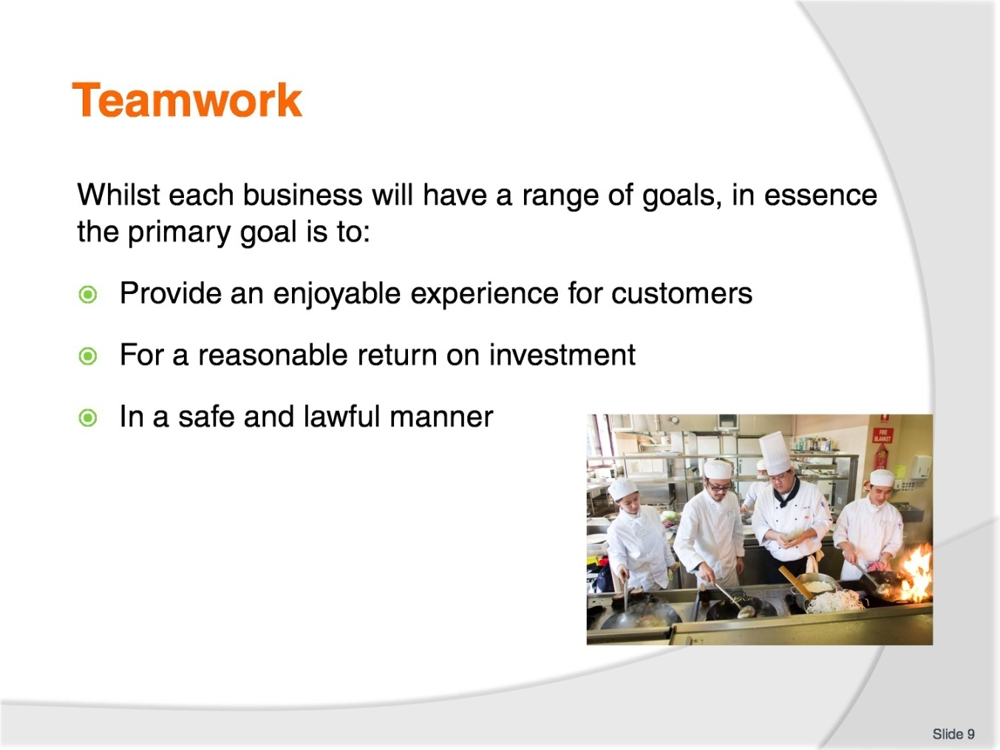 Teamwork
Whilst each business will have a range of goals, in essence
the primary goal is to:
Provide an enjoyable experience for customers
For a reasonable return on investment
In a safe and lawful manner
FIRE
BLANKET
Slide 9